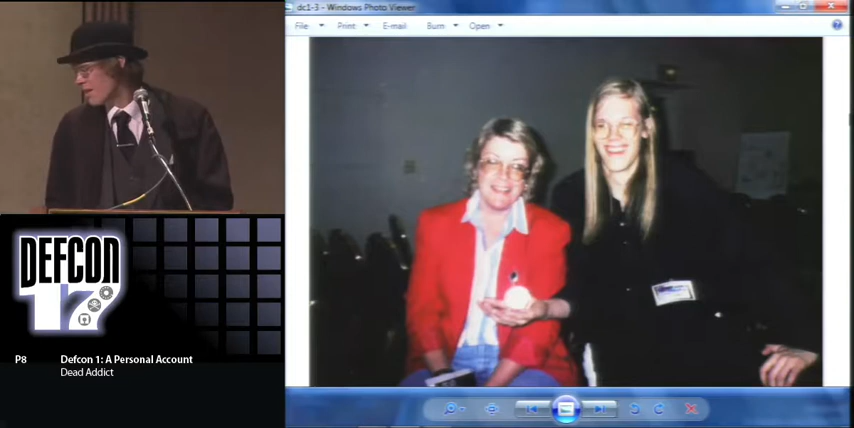 dc1-3 - Windows Photo Viewer
File Print E-mail Burn Open
DEFCON
17
P8 Defcon 1: A Personal Account
Dead Addict